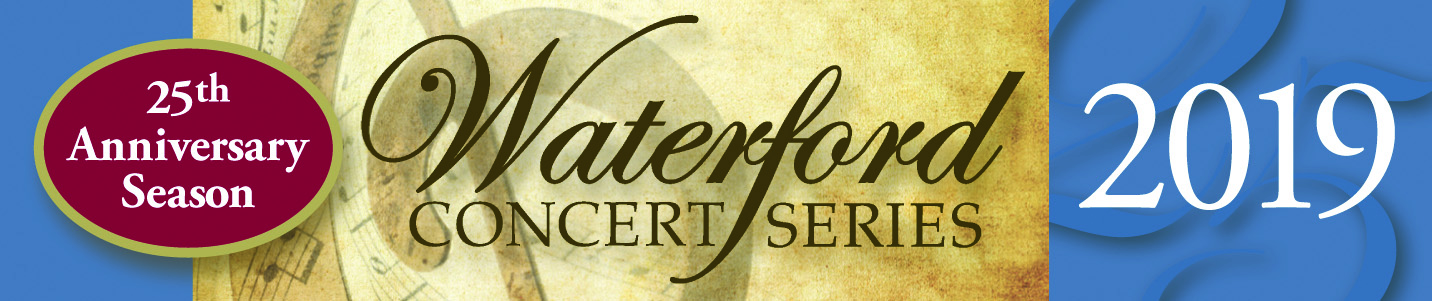 25th
Anniversary
Season
Waterford
CONCERT SERIES
2019